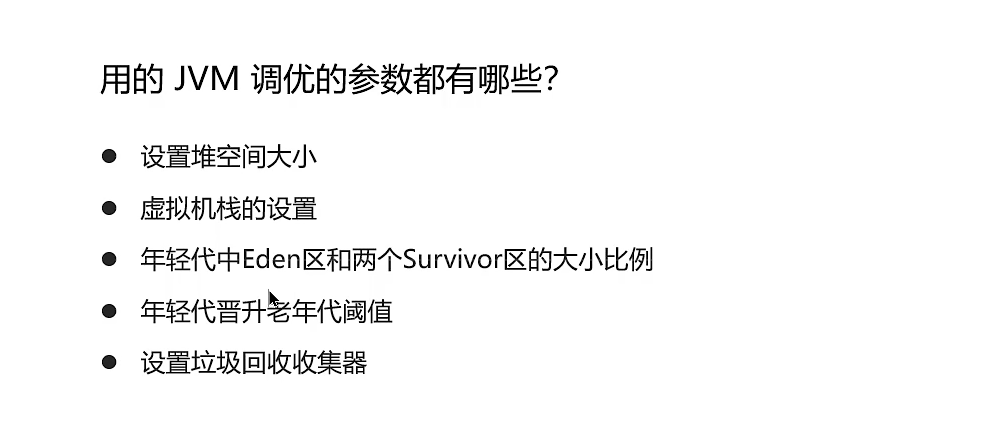 用的 JVM 调优的参数都有哪些？
● 设置堆空间大小
● 虚拟机栈的设置
● 年轻代中Eden区和两个Survivor区的大小比例
● 年轻代晋升老年代阈值
● 设置垃圾回收收集器